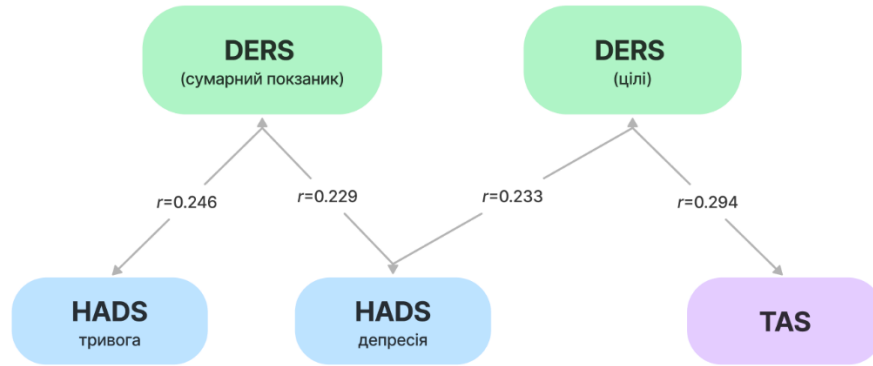 DERS
(сумарний покзаник)
DERS
(цілі)
r=0.246
r=0.229
r=0.233
r=0.294
HADS
тривога
HADS
депресія
TAS